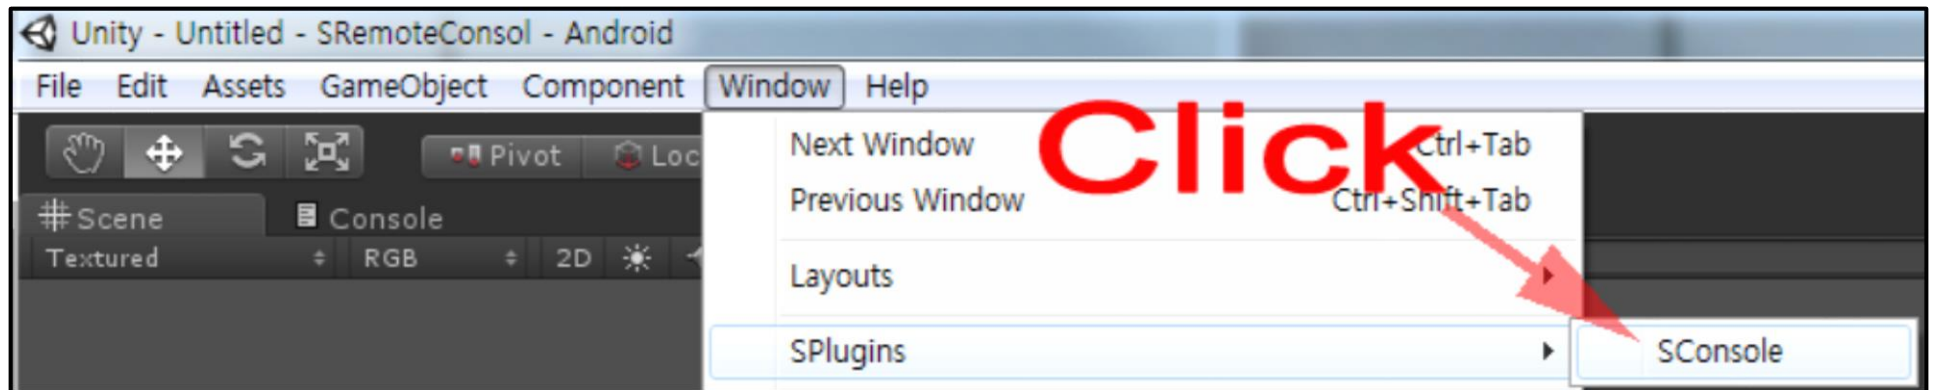 Unity - Untitled - SRemoteConsol - Android
File Edit Assets GameObject Component Window Help
Click
Pivot Loc
Next Window Ctrl+Tab
Previous Window Ctrl+Shift+Tab
Scene Console
Textured RGB 2D
Layouts
SPlugins SConsole